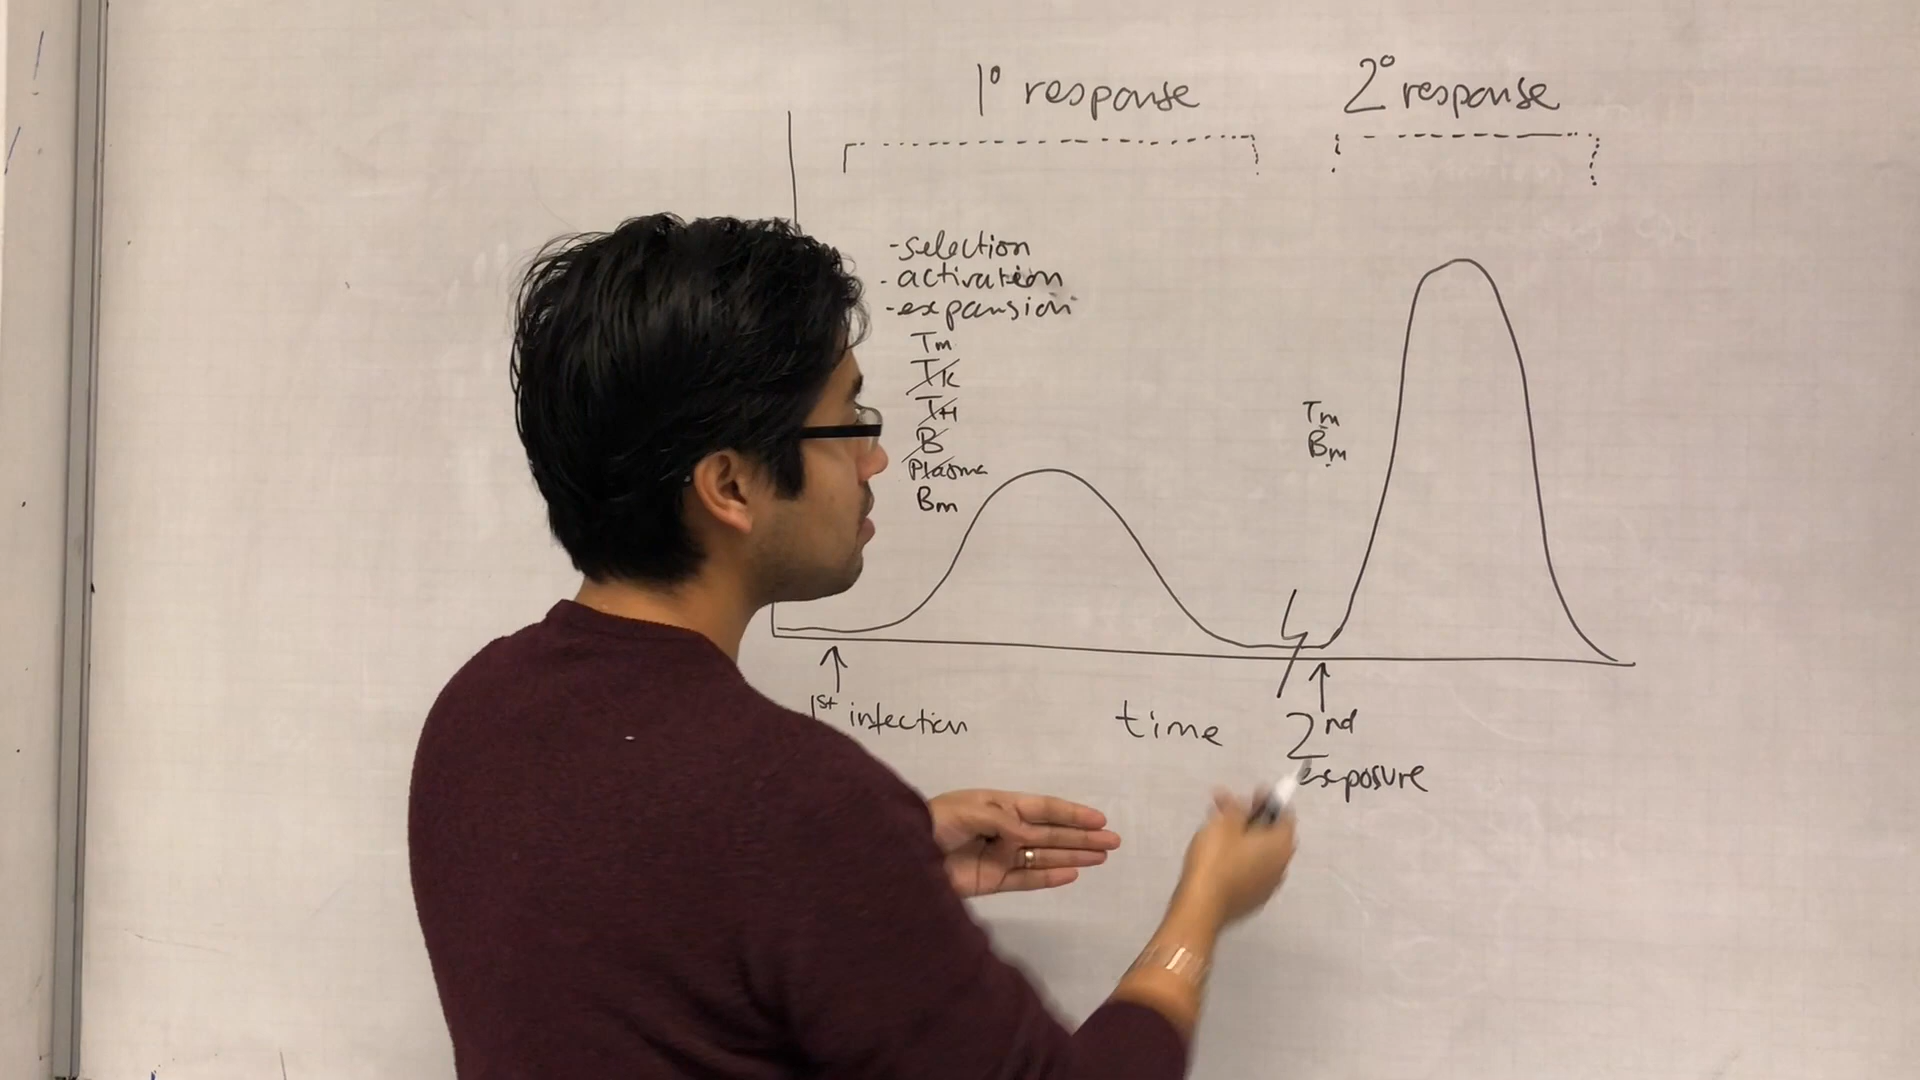 1° response
2° response
-selection
-activation
-expansion
Tm
TK
TH
B
Plasma
Bm
Tm
Bm
1st infection
time
2nd
exposure